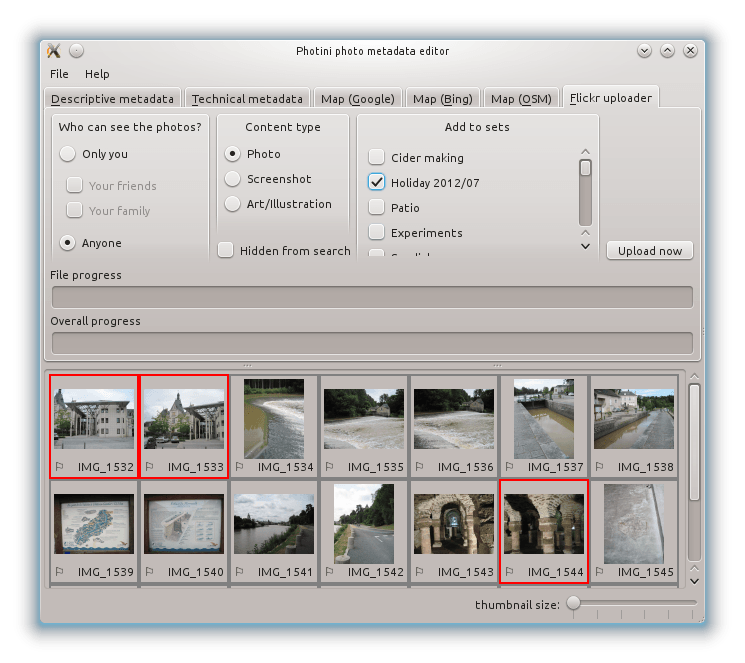 Photini photo metadata editor
File Help
Descriptive metadata Technical metadata Map (Google) Map (Bing) Map (OSM) Flickr uploader
Who can see the photos? Content type Add to sets
Only you Photo Cider making
Your friends Screenshot Holiday 2012/07
Your family Art/Illustration Patio
Anyone Hidden from search Experiments
Upload now
File progress
Overall progress
IMG_1532 IMG_1533 IMG_1534 IMG_1535 IMG_1536 IMG_1537 IMG_1538
IMG_1539 IMG_1540 IMG_1541 IMG_1542 IMG_1543 IMG_1544 IMG_1545
thumbnail size: